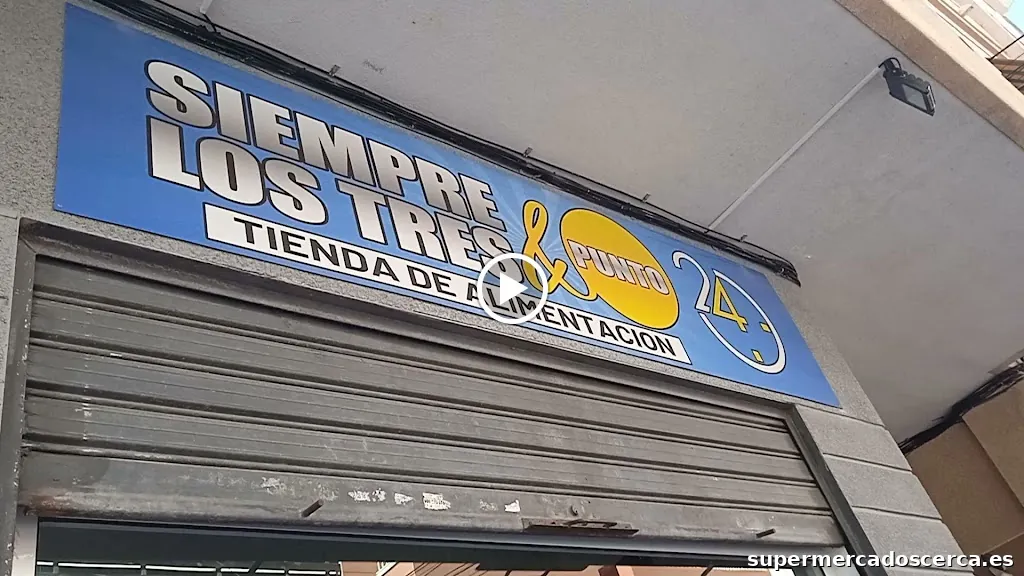 SIEMPRE
LOS TRES & PUNTO 24
TIENDA DE ALIMENTACION
supermercadoscerca.es